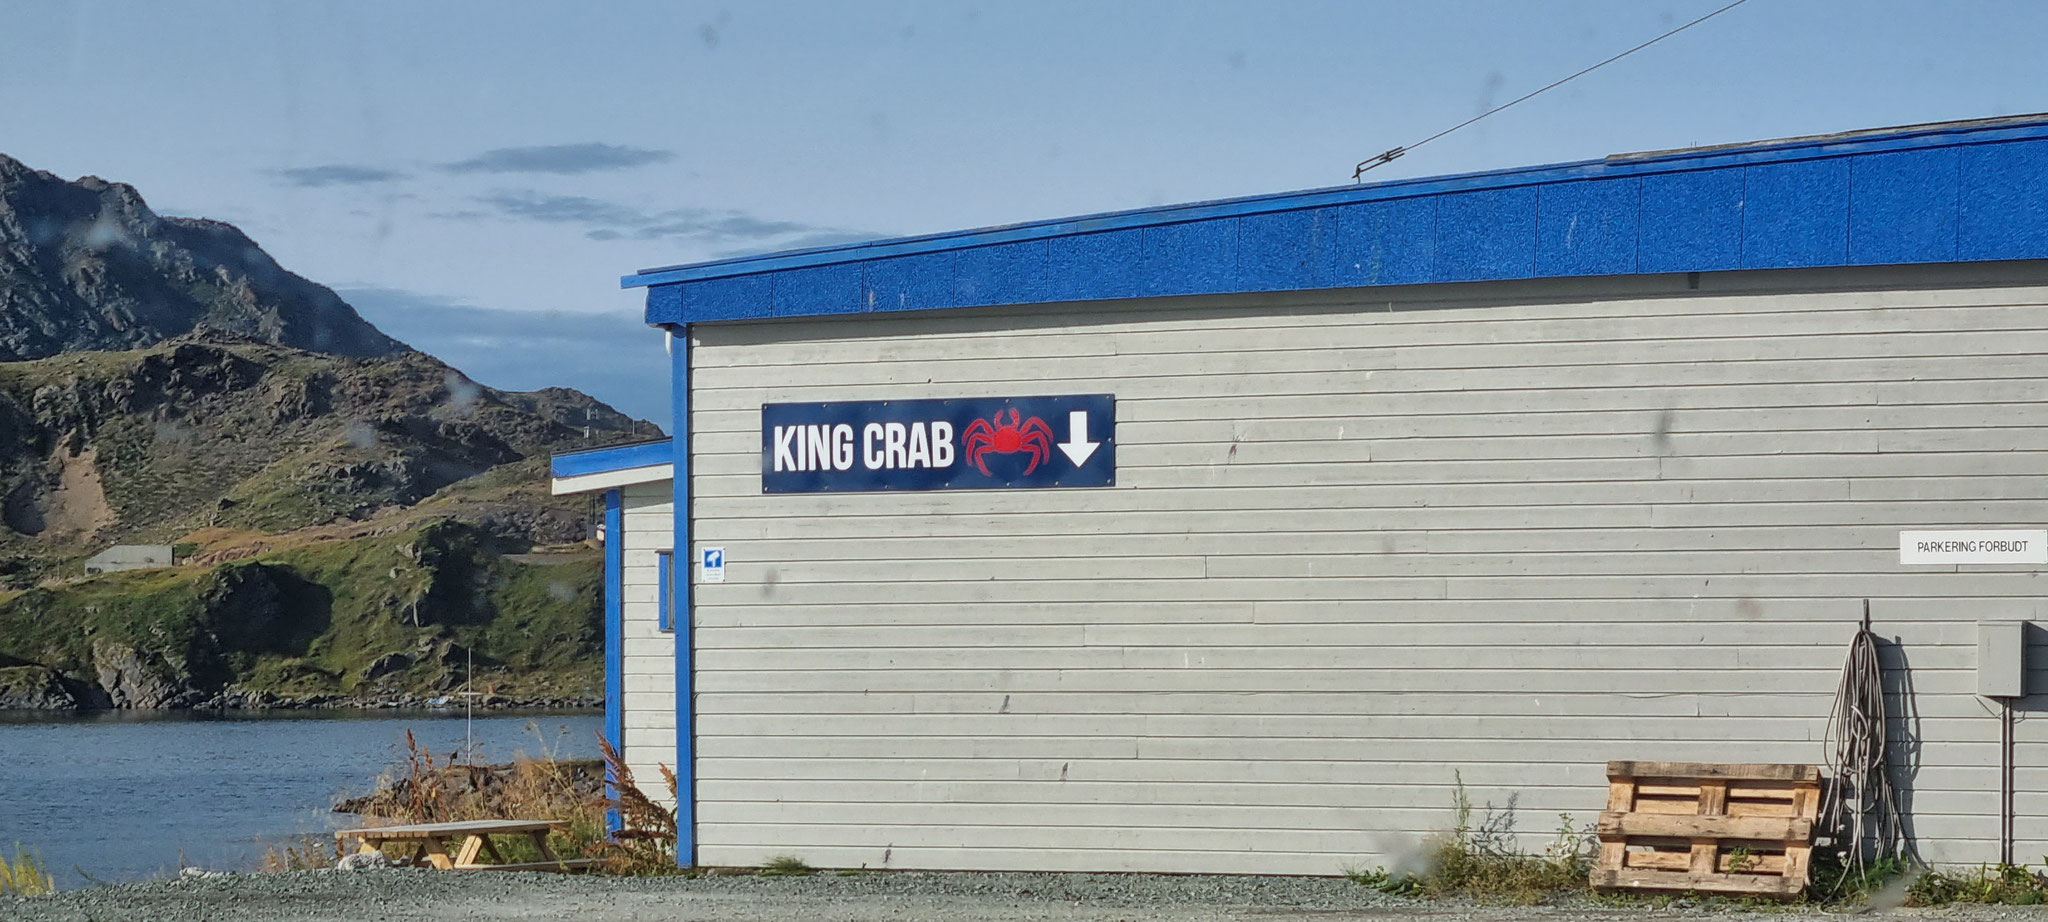 KING CRAB
PARKERING FORBUDT